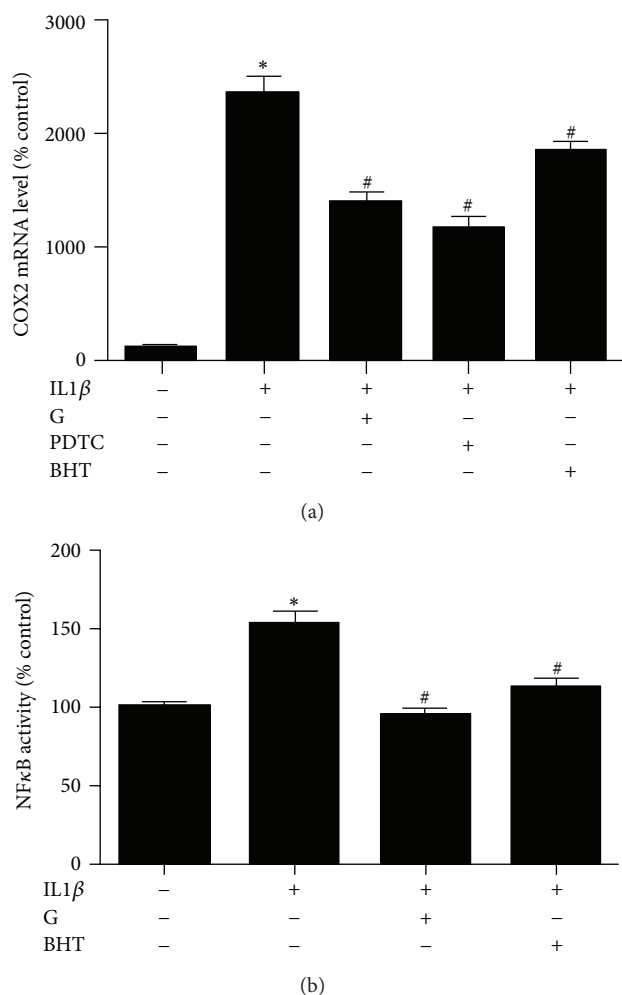 3000
*
2000
#
#
#
1000
0
COX2 mRNA level (% control)
IL1β – + + + +
G – – + – –
PDTC – – – + –
BHT – – – – +
(a)
200
*
150
#
#
100
50
0
NFκB activity (% control)
IL1β – + + +
G – – + –
BHT – – – +
(b)